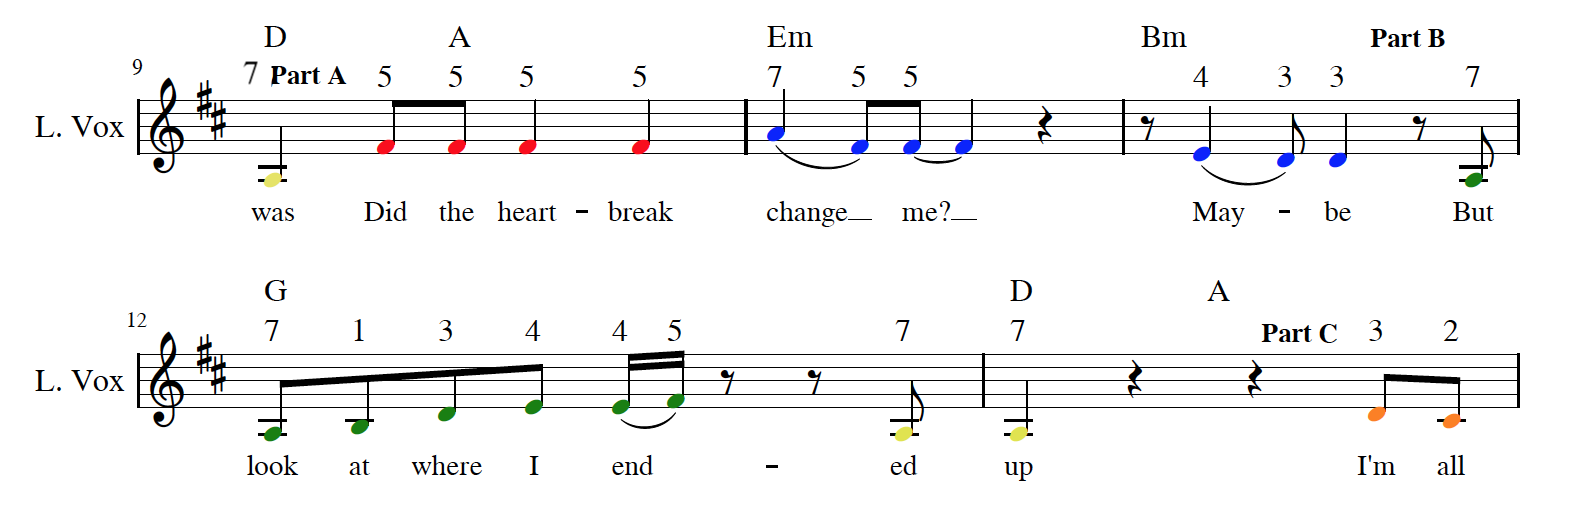 D A Em Bm Part B
9 7 Part A 5 5 5 5 7 5 5 4 3 3 7
L. Vox
was Did the heart - break change_ me?_ May - be But
G D A
12 7 1 3 4 4 5 7 7 Part C 3 2
L. Vox
look at where I end - ed up I'm all